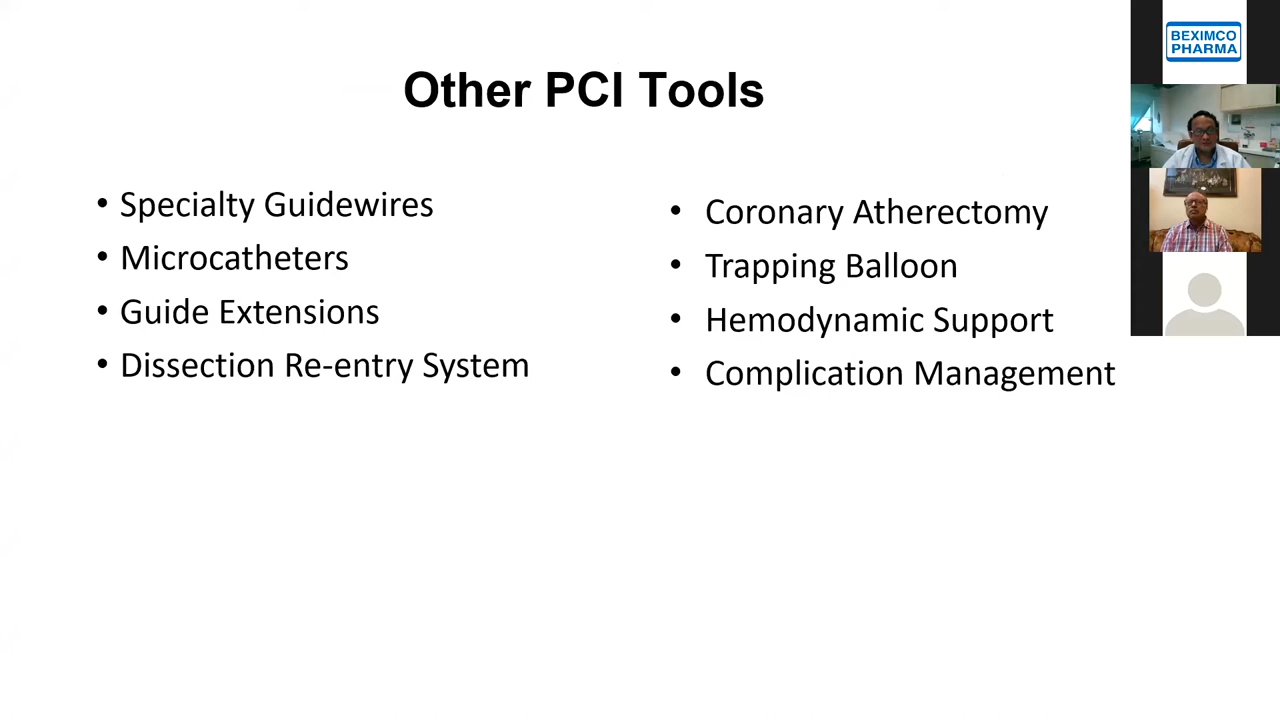 Other PCI Tools
• Specialty Guidewires
• Microcatheters
• Guide Extensions
• Dissection Re-entry System
• Coronary Atherectomy
• Trapping Balloon
• Hemodynamic Support
• Complication Management
BEXIMCO
PHARMA